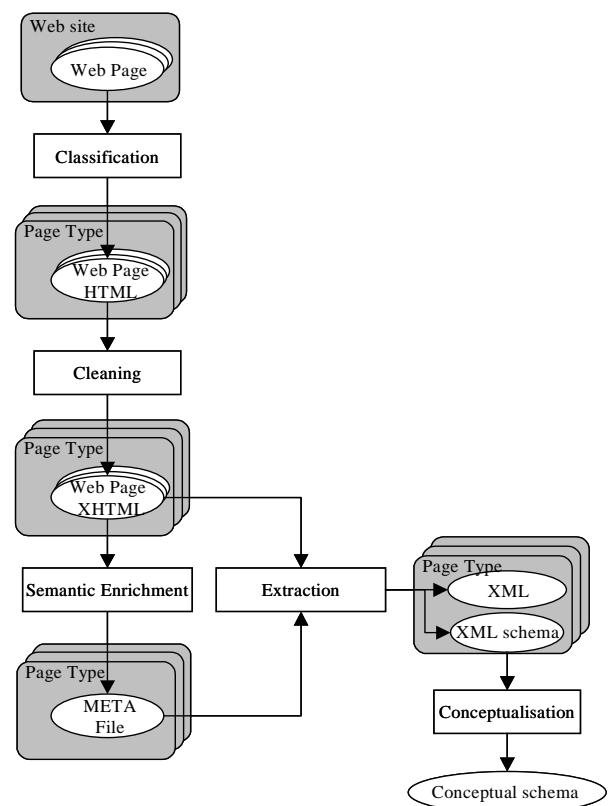 Web site
Web Page
Classification
Page Type
Web Page
HTML
Cleaning
Page Type
Web Page
XHTML
Semantic Enrichment
Extraction
Page Type
XML
XML schema
Page Type
META
File
Conceptualisation
Conceptual schema